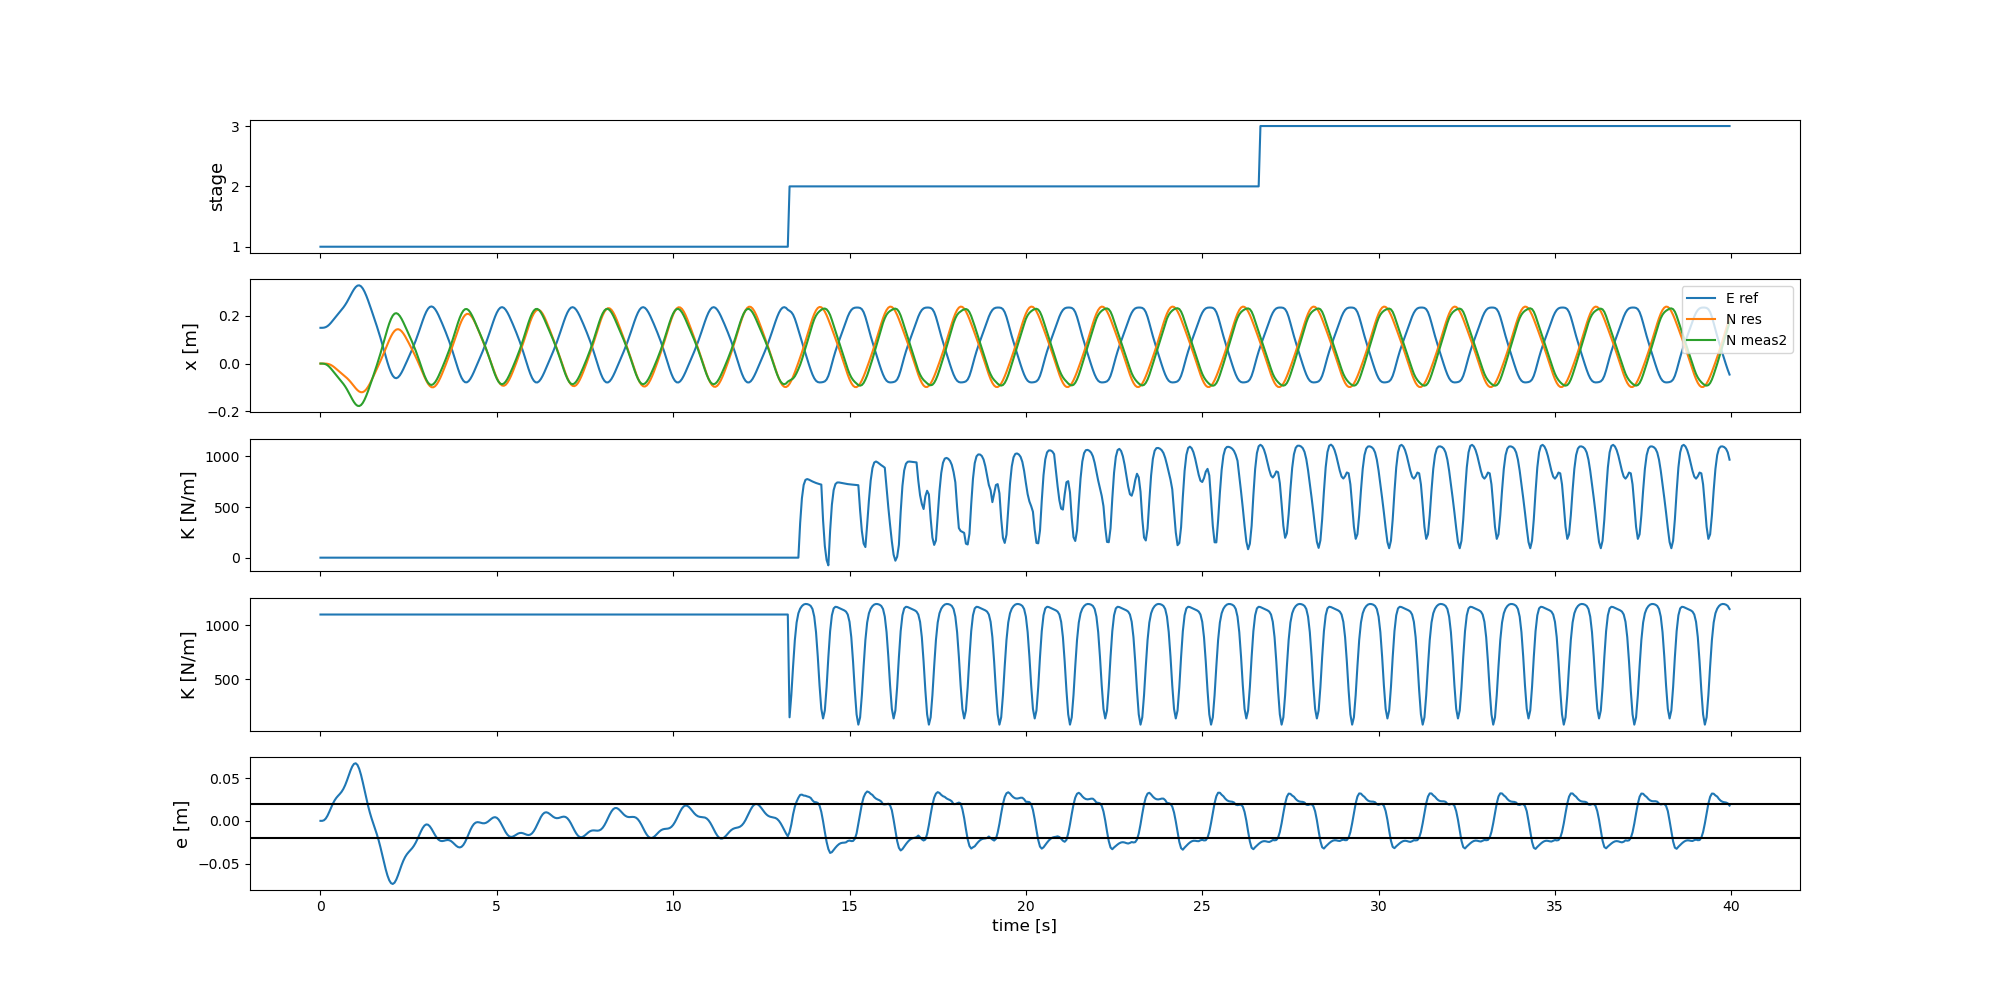 3
2
1
stage
0.2
0.0
−0.2
x [m]
E ref
N res
N meas2
1000
500
0
K [N/m]
1000
500
K [N/m]
0.05
0.00
−0.05
e [m]
0 5 10 15 20 25 30 35 40
time [s]